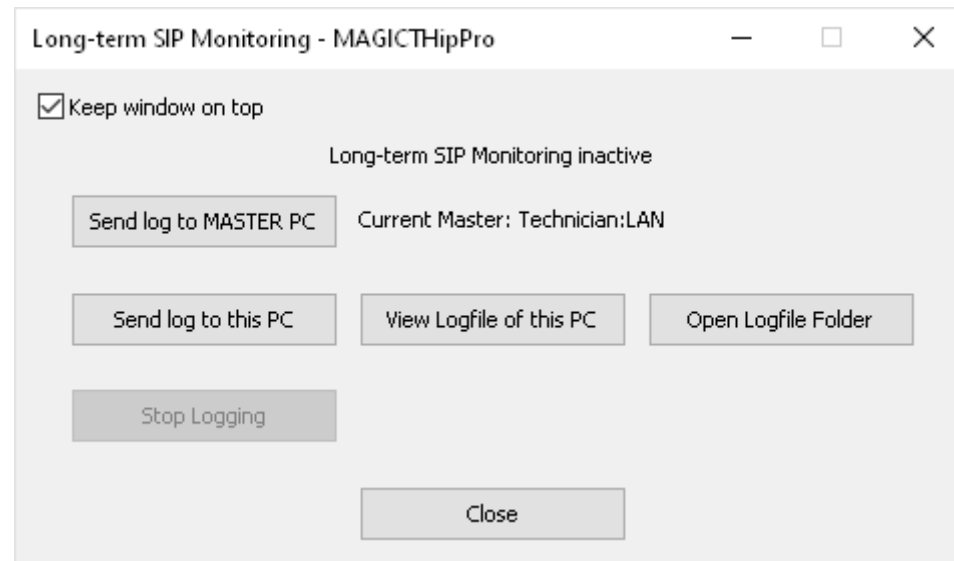 Long-term SIP Monitoring - MAGICTHipPro
Keep window on top
Long-term SIP Monitoring inactive
Send log to MASTER PC
Current Master: Technician:LAN
Send log to this PC
View Logfile of this PC
Open Logfile Folder
Stop Logging
Close